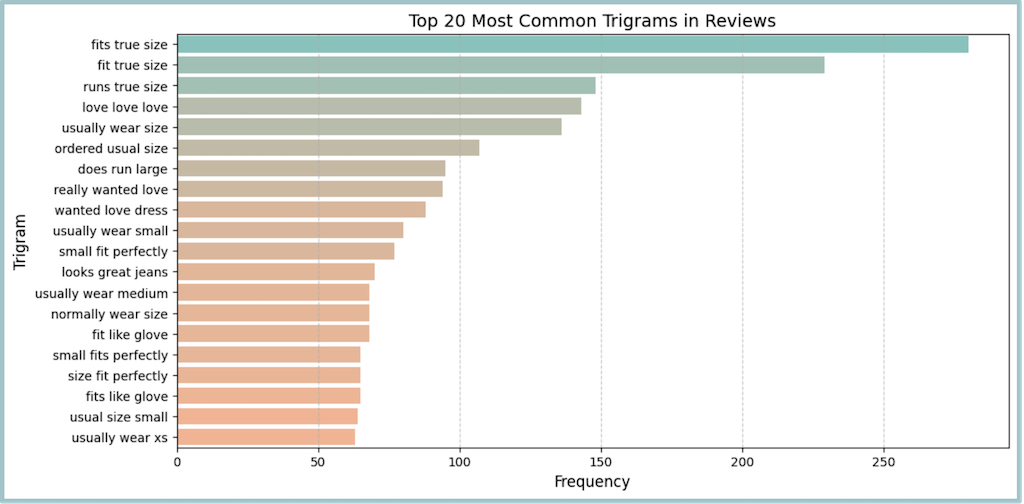 Top 20 Most Common Trigrams in Reviews
fits true size
fit true size
runs true size
love love love
usually wear size
ordered usual size
does run large
really wanted love
wanted love dress
usually wear small
small fit perfectly
looks great jeans
usually wear medium
normally wear size
fit like glove
small fits perfectly
size fit perfectly
fits like glove
usual size small
usually wear xs
Trigram
0 50 100 150 200 250
Frequency